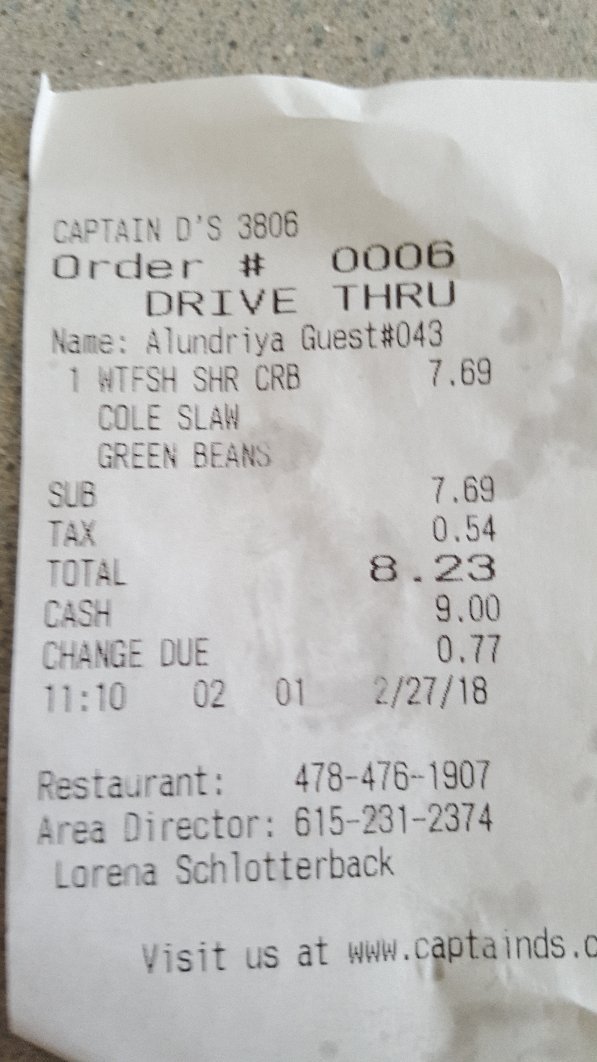 CAPTAIN D'S 3806
Order # 0006
DRIVE THRU
Name: Alundriya Guest#043
1 WTFSH SHR CRB 7.69
COLE SLAW
GREEN BEANS
SUB 7.69
TAX 0.54
TOTAL 8.23
CASH 9.00
CHANGE DUE 0.77
11:10 02 01 2/27/18
Restaurant: 478-476-1907
Area Director: 615-231-2374
Lorena Schlotterback
Visit us at www.captainds.c